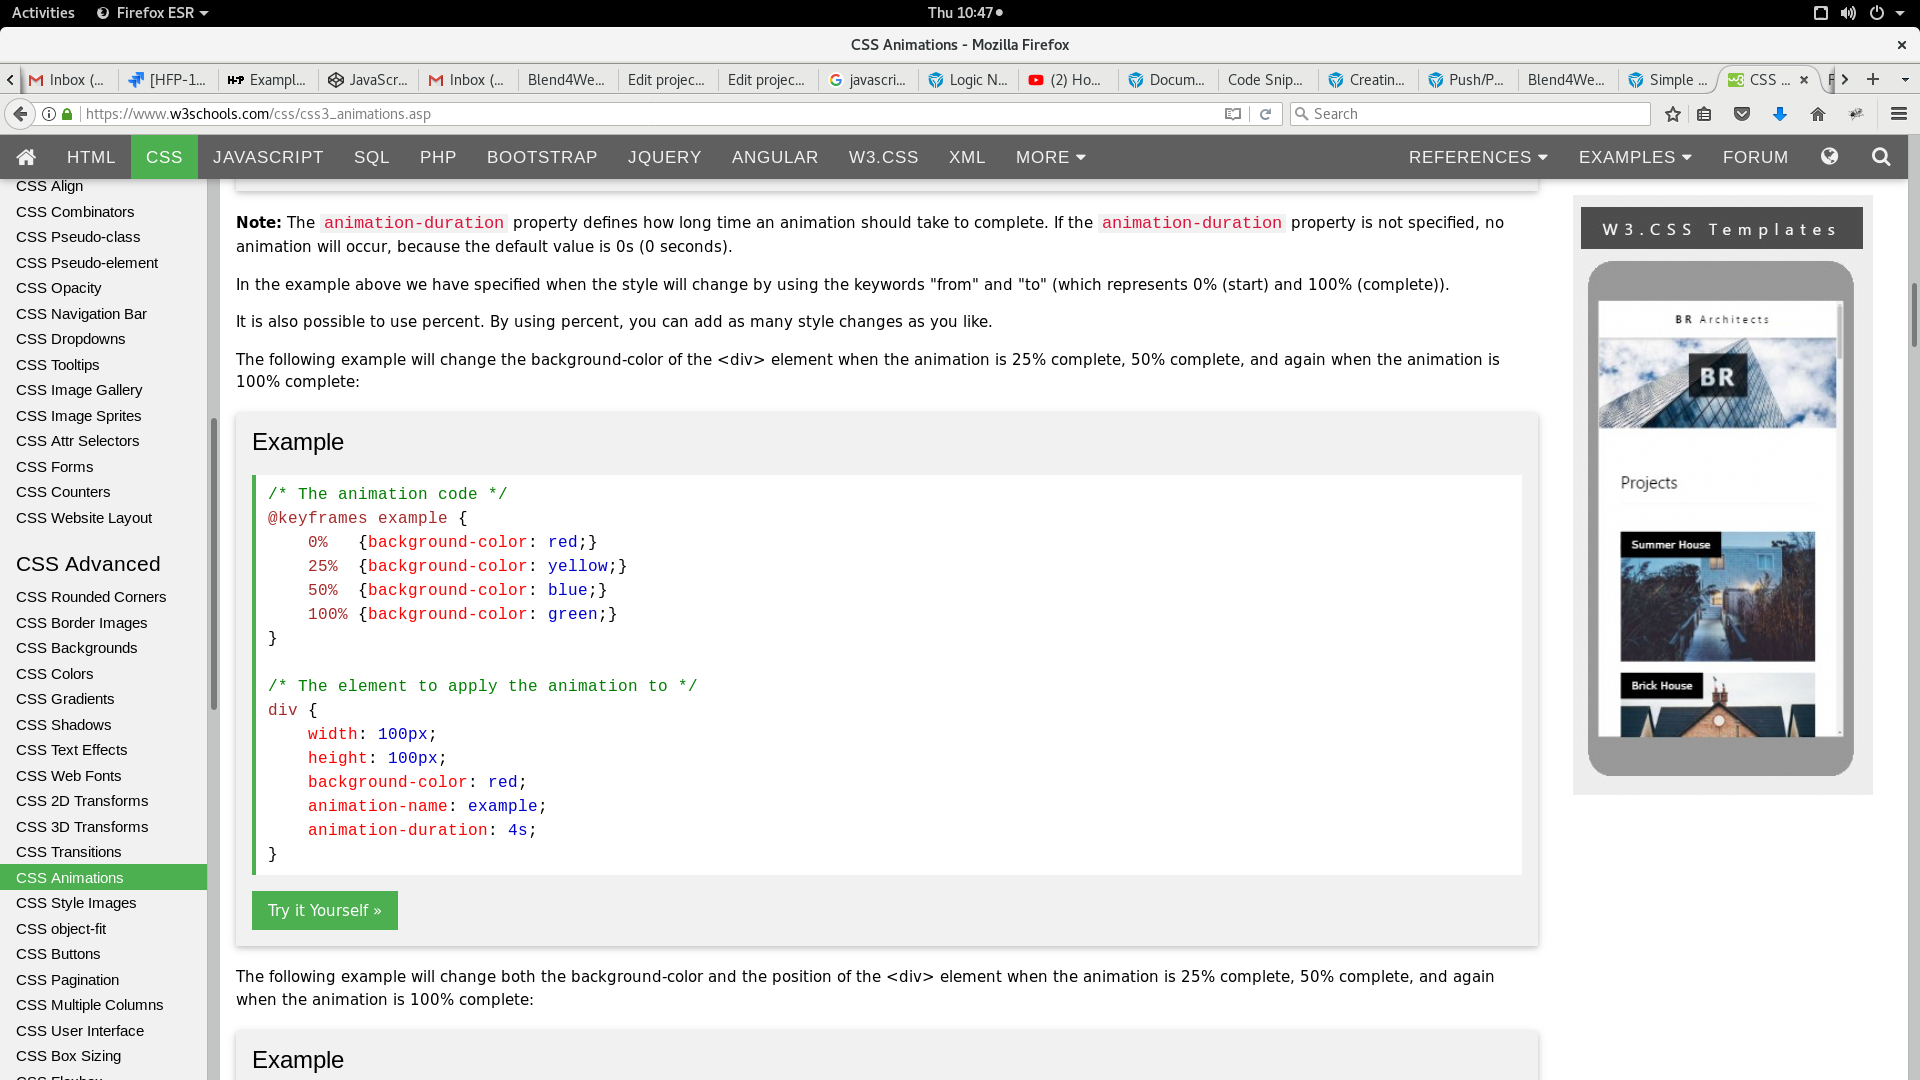 Activities Firefox ESR Thu 10:47
CSS Animations - Mozilla Firefox
Inbox (... [HFP-1... Exampl... JavaScr... Inbox (... Blend4We... Edit projec... Edit projec... javascri... Logic N... (2) Ho... Docum... Code Snip... Creatin... Push/P... Blend4We... Simple ... CSS ...
https://www.w3schools.com/css/css3_animations.asp Search
HTML CSS JAVASCRIPT SQL PHP BOOTSTRAP JQUERY ANGULAR W3.CSS XML MORE REFERENCES EXAMPLES FORUM
CSS Align
CSS Combinators
CSS Pseudo-class
CSS Pseudo-element
CSS Opacity
CSS Navigation Bar
CSS Dropdowns
CSS Tooltips
CSS Image Gallery
CSS Image Sprites
CSS Attr Selectors
CSS Forms
CSS Counters
CSS Website Layout
CSS Advanced
CSS Rounded Corners
CSS Border Images
CSS Backgrounds
CSS Colors
CSS Gradients
CSS Shadows
CSS Text Effects
CSS Web Fonts
CSS 2D Transforms
CSS 3D Transforms
CSS Transitions
CSS Animations
CSS Style Images
CSS object-fit
CSS Buttons
CSS Pagination
CSS Multiple Columns
CSS User Interface
CSS Box Sizing
CSS Flexbox
Note: The animation-duration property defines how long time an animation should take to complete. If the animation-duration property is not specified, no
animation will occur, because the default value is 0s (0 seconds).
In the example above we have specified when the style will change by using the keywords "from" and "to" (which represents 0% (start) and 100% (complete)).
It is also possible to use percent. By using percent, you can add as many style changes as you like.
The following example will change the background-color of the <div> element when the animation is 25% complete, 50% complete, and again when the animation is
100% complete:
Example
/* The animation code */
@keyframes example {
    0%   {background-color: red;}
    25%  {background-color: yellow;}
    50%  {background-color: blue;}
    100% {background-color: green;}
}
/* The element to apply the animation to */
div {
    width: 100px;
    height: 100px;
    background-color: red;
    animation-name: example;
    animation-duration: 4s;
}
Try it Yourself »
The following example will change both the background-color and the position of the <div> element when the animation is 25% complete, 50% complete, and again
when the animation is 100% complete:
Example
W3.CSS Templates
BR Architects
BR
Projects
Summer House
Brick House